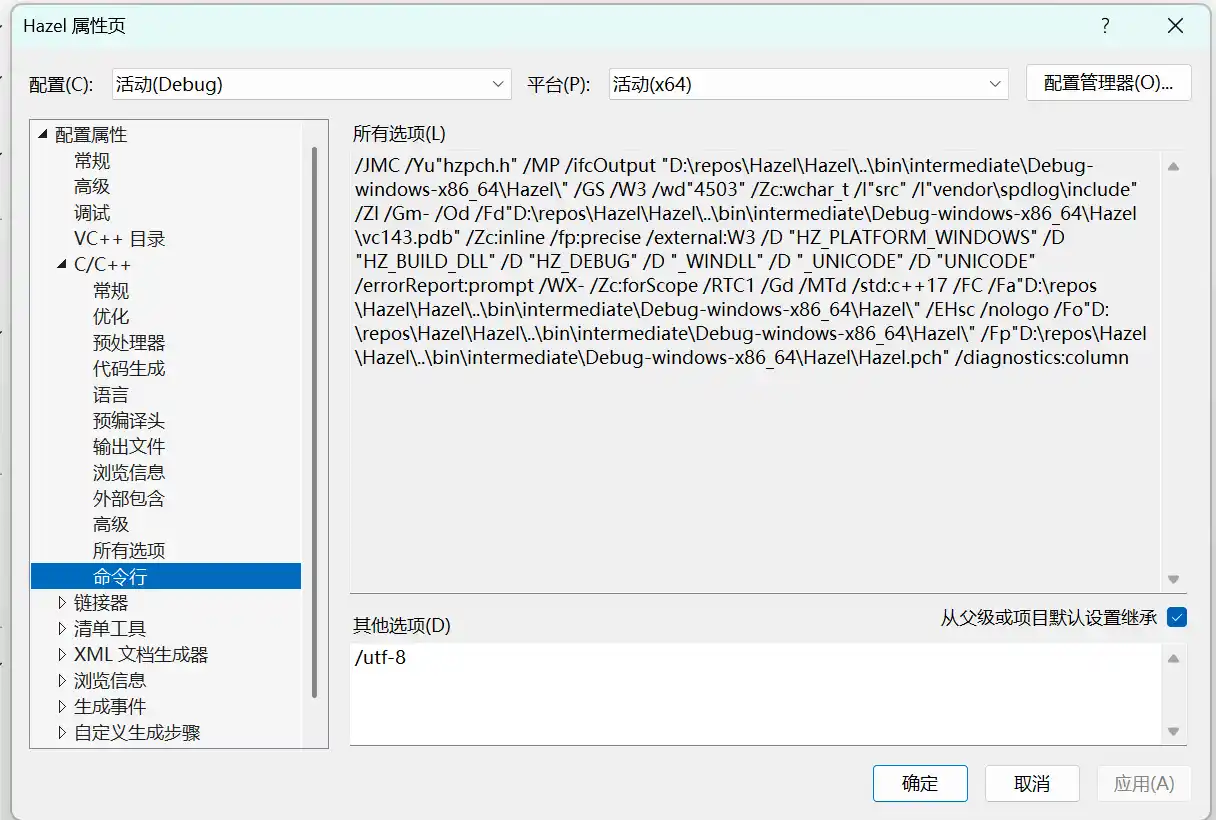 Hazel 属性页
?
配置(C):
活动(Debug)
平台(P):
活动(x64)
配置管理器(O)...
配置属性
常规
高级
调试
VC++ 目录
C/C++
常规
优化
预处理器
代码生成
语言
预编译头
输出文件
浏览信息
外部包含
高级
所有选项
命令行
链接器
清单工具
XML 文档生成器
浏览信息
生成事件
自定义生成步骤
所有选项(L)
/JMC /Yu"hzpch.h" /MP /ifcOutput "D:\repos\Hazel\Hazel\..\bin\intermediate\Debug-
windows-x86_64\Hazel\" /GS /W3 /wd"4503" /Zc:wchar_t /I"src" /I"vendor\spdlog\include"
/ZI /Gm- /Od /Fd"D:\repos\Hazel\Hazel\..\bin\intermediate\Debug-windows-x86_64\Hazel
\vc143.pdb" /Zc:inline /fp:precise /external:W3 /D "HZ_PLATFORM_WINDOWS" /D
"HZ_BUILD_DLL" /D "HZ_DEBUG" /D "_WINDLL" /D "_UNICODE" /D "UNICODE"
/errorReport:prompt /WX- /Zc:forScope /RTC1 /Gd /MTd /std:c++17 /FC /Fa"D:\repos
\Hazel\Hazel\..\bin\intermediate\Debug-windows-x86_64\Hazel\" /EHsc /nologo /Fo"D:
\repos\Hazel\Hazel\..\bin\intermediate\Debug-windows-x86_64\Hazel\" /Fp"D:\repos\Hazel
\Hazel\..\bin\intermediate\Debug-windows-x86_64\Hazel\Hazel.pch" /diagnostics:column
从父级或项目默认设置继承
其他选项(D)
/utf-8
确定
取消
应用(A)